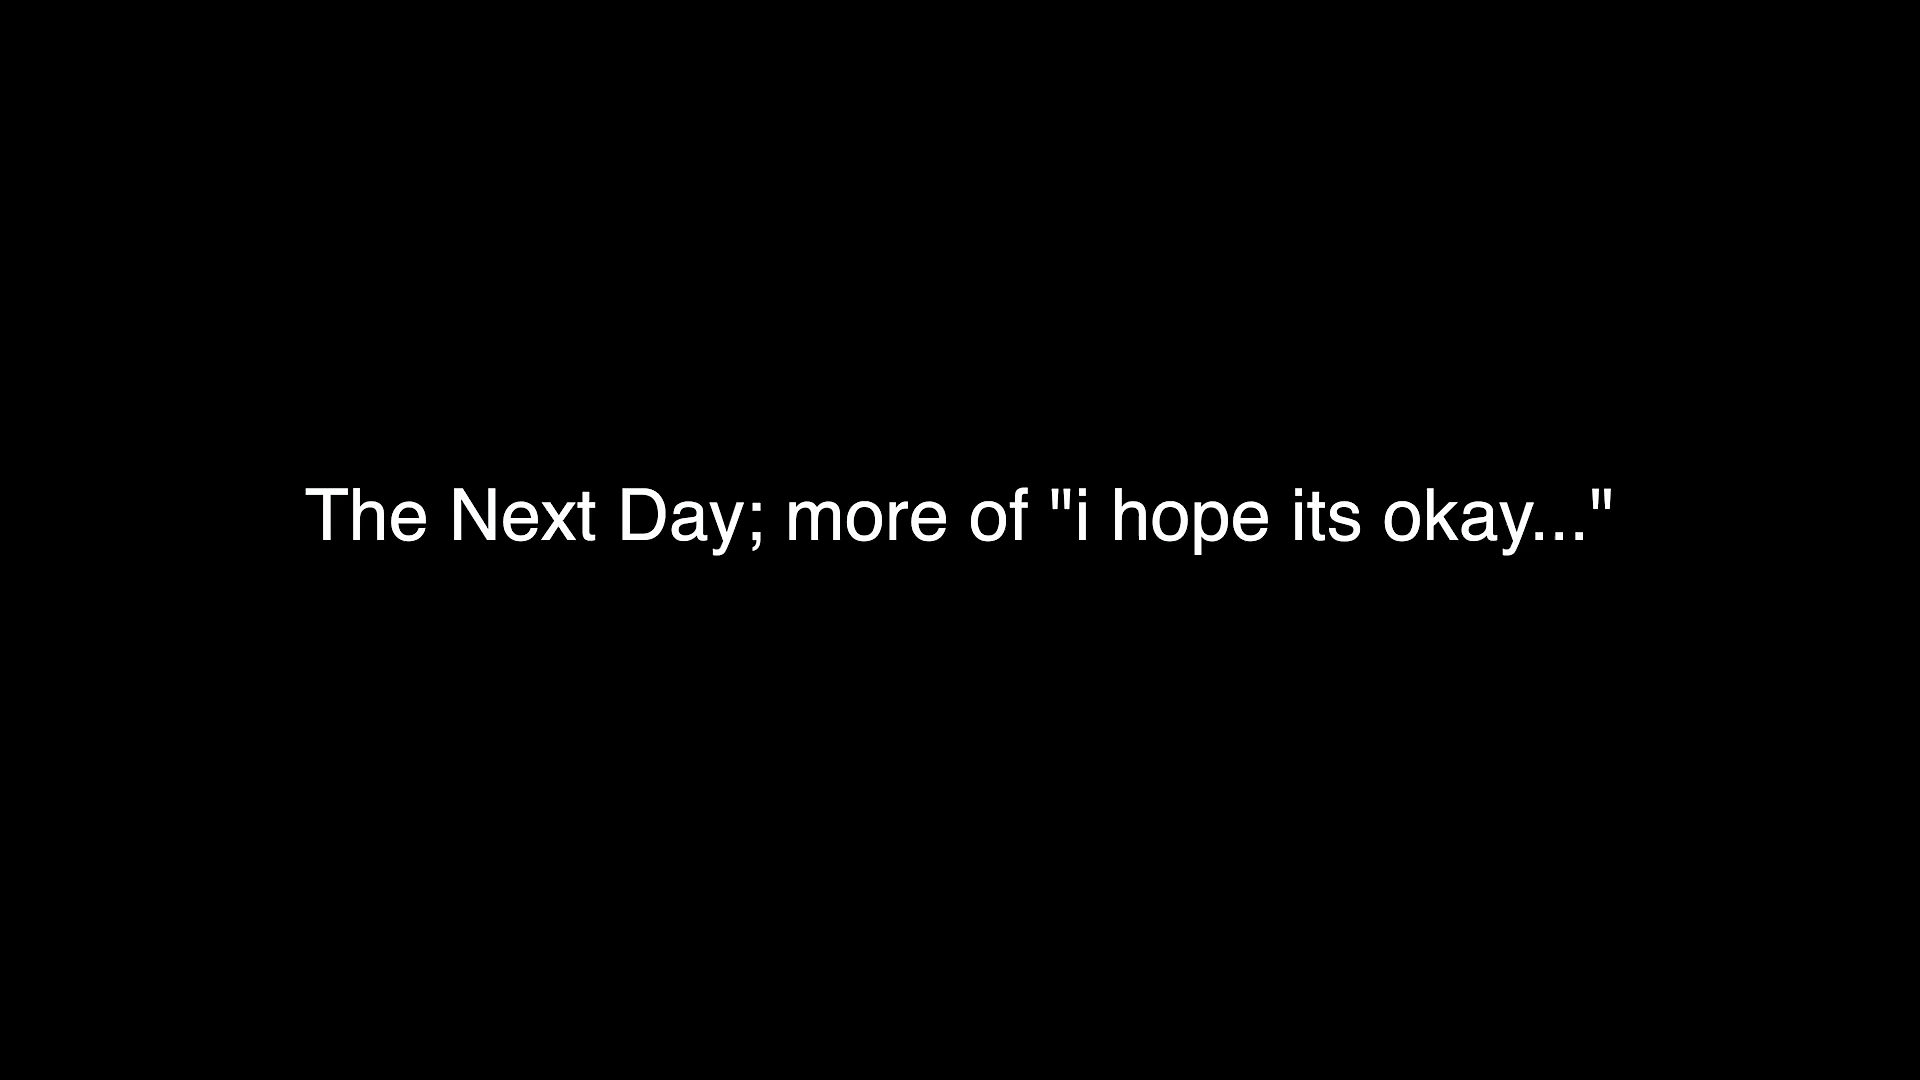 The Next Day; more of "i hope its okay..."